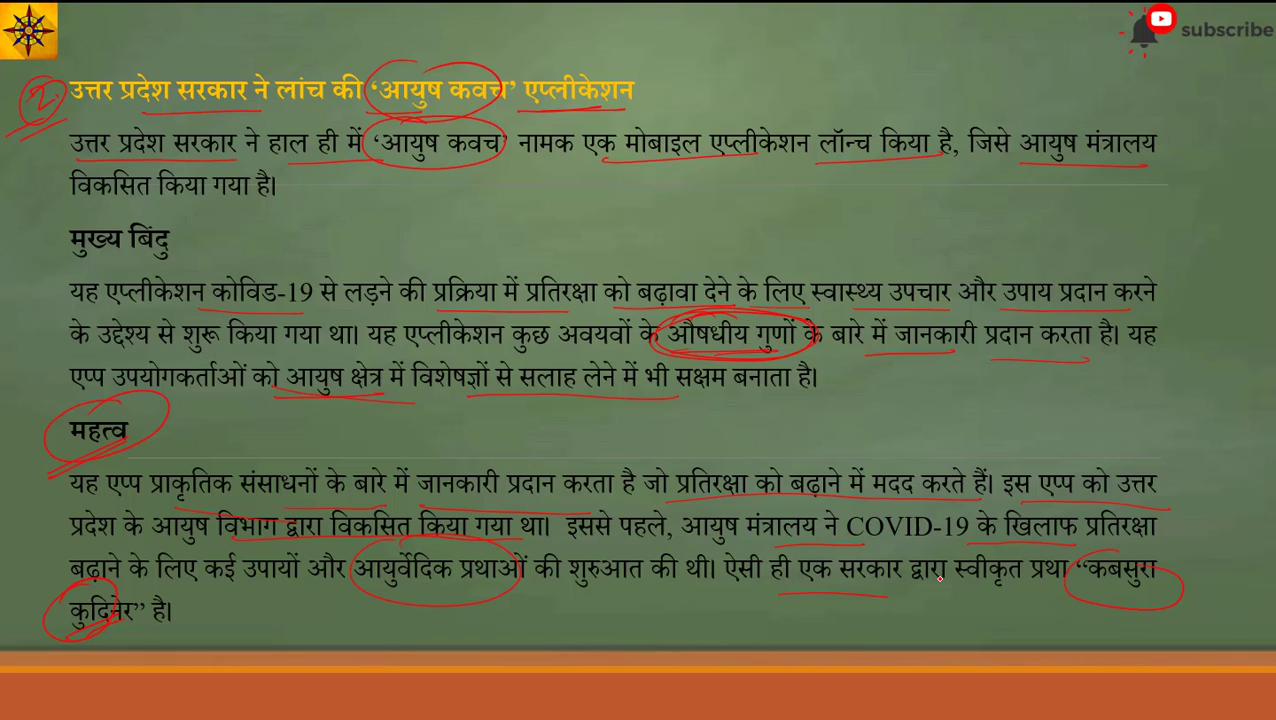 subscribe
2.
उत्तर प्रदेश सरकार ने लांच की ‘आयुष कवच’ एप्लीकेशन
उत्तर प्रदेश सरकार ने हाल ही में ‘आयुष कवच’ नामक एक मोबाइल एप्लीकेशन लॉन्च किया है, जिसे आयुष मंत्रालय
विकसित किया गया है।
मुख्य बिंदु
यह एप्लीकेशन कोविड-19 से लड़ने की प्रक्रिया में प्रतिरक्षा को बढ़ावा देने के लिए स्वास्थ्य उपचार और उपाय प्रदान करने
के उद्देश्य से शुरू किया गया था। यह एप्लीकेशन कुछ अवयवों के औषधीय गुणों के बारे में जानकारी प्रदान करता है। यह
एप्प उपयोगकर्ताओं को आयुष क्षेत्र में विशेषज्ञों से सलाह लेने में भी सक्षम बनाता है।
महत्व
यह एप्प प्राकृतिक संसाधनों के बारे में जानकारी प्रदान करता है जो प्रतिरक्षा को बढ़ाने में मदद करते हैं। इस एप्प को उत्तर
प्रदेश के आयुष विभाग द्वारा विकसित किया गया था। इससे पहले, आयुष मंत्रालय ने COVID-19 के खिलाफ प्रतिरक्षा
बढ़ाने के लिए कई उपायों और आयुर्वेदिक प्रथाओं की शुरुआत की थी। ऐसी ही एक सरकार द्वारा स्वीकृत प्रथा “कबसुरा
कुदिनेर” है।